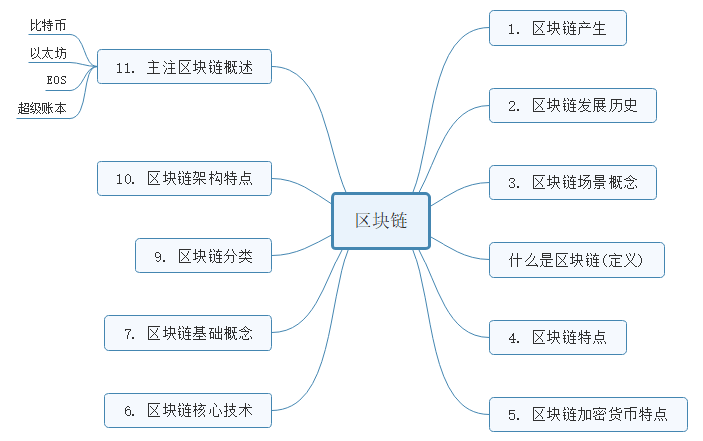 区块链
1. 区块链产生
2. 区块链发展历史
3. 区块链场景概念
什么是区块链(定义)
4. 区块链特点
5. 区块链加密货币特点
6. 区块链核心技术
7. 区块链基础概念
9. 区块链分类
10. 区块链架构特点
11. 主注区块链概述
比特币
以太坊
EOS
超级账本